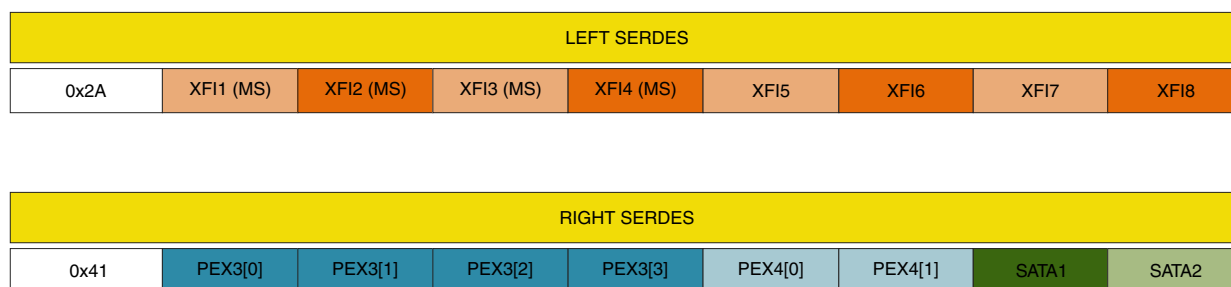 LEFT SERDES
0x2A XFI1 (MS) XFI2 (MS) XFI3 (MS) XFI4 (MS) XFI5 XFI6 XFI7 XFI8
RIGHT SERDES
0x41 PEX3[0] PEX3[1] PEX3[2] PEX3[3] PEX4[0] PEX4[1] SATA1 SATA2